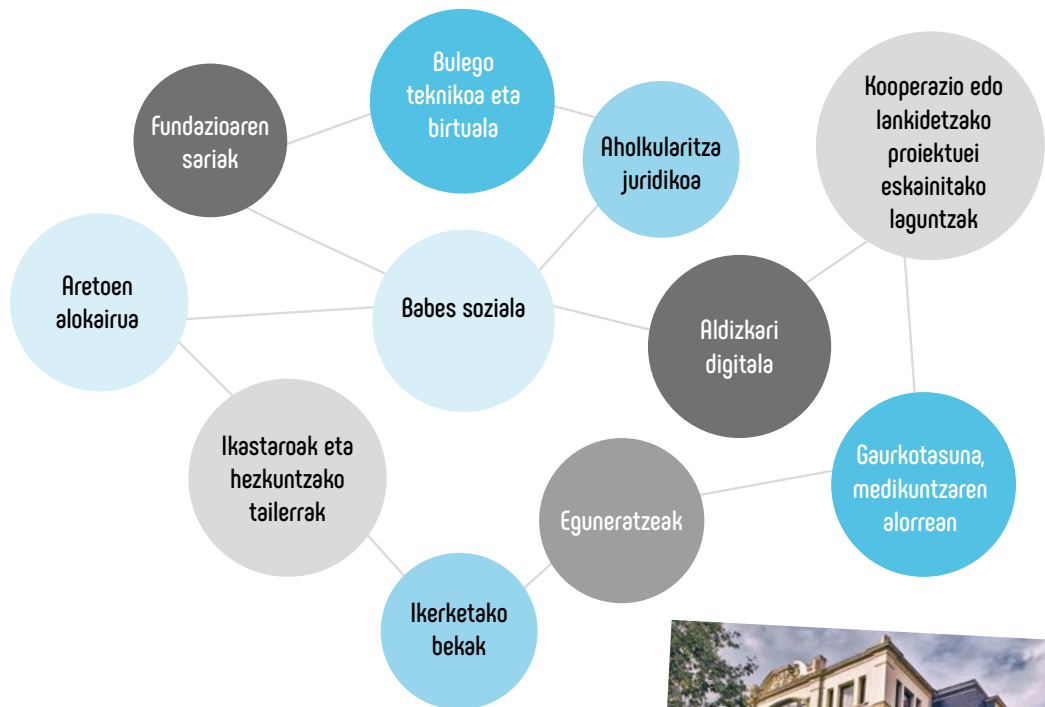 Bulego
teknikoa eta
birtuala
Fundazioaren
sariak
Aholkularitza
juridikoa
Kooperazio edo
lankidetzako
proiektuei
eskainitako
laguntzak
Aretoen
alokairua
Babes soziala
Aldizkari
digitala
Ikastaroak eta
hezkuntzako
tailerrak
Eguneratzeak
Gaurkotasuna,
medikuntzaren
alorrean
Ikerketako
bekak